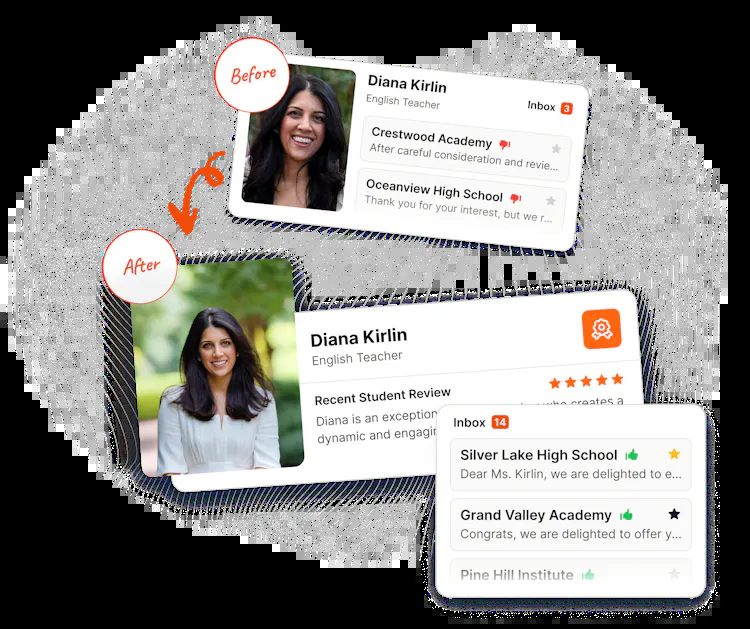 Before
Diana Kirlin
English Teacher
Inbox 3
Crestwood Academy
After careful consideration and revie...
Oceanview High School
Thank you for your interest, but we r...
After
Diana Kirlin
English Teacher
Recent Student Review
Diana is an exception who creates a
dynamic and engagin
Inbox 14
Silver Lake High School
Dear Ms. Kirlin, we are delighted to e...
Grand Valley Academy
Congrats, we are delighted to offer y...
Pine Hill Institute